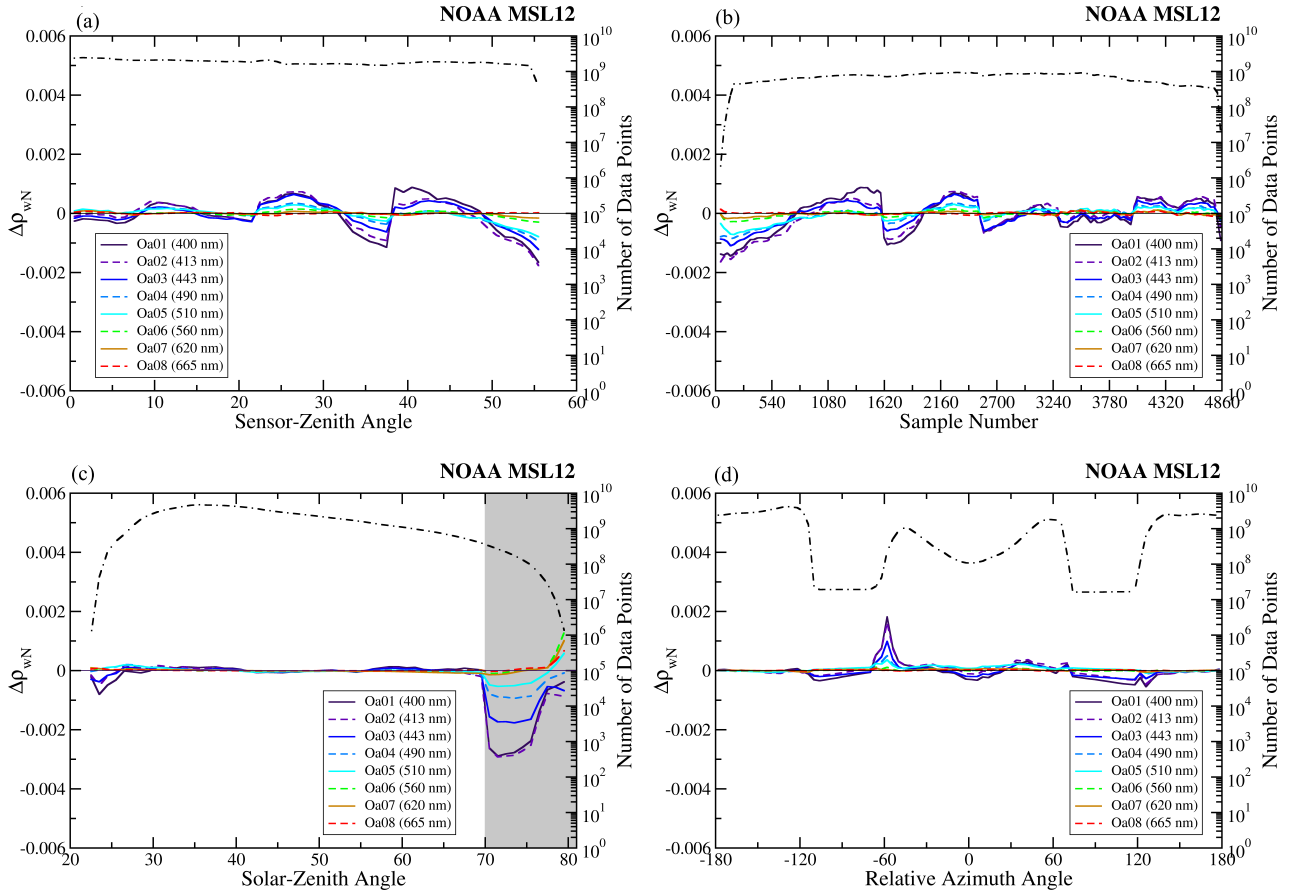 (a)
NOAA MSL12
0.006
0.004
0.002
0
-0.002
-0.004
-0.006
ΔρwN
10^10
10^9
10^8
10^7
10^6
10^5
10^4
10^3
10^2
10^1
10^0
Number of Data Points
Oa01 (400 nm)
Oa02 (413 nm)
Oa03 (443 nm)
Oa04 (490 nm)
Oa05 (510 nm)
Oa06 (560 nm)
Oa07 (620 nm)
Oa08 (665 nm)
0 10 20 30 40 50 60
Sensor-Zenith Angle
(b)
NOAA MSL12
0.006
0.004
0.002
0
-0.002
-0.004
-0.006
ΔρwN
10^10
10^9
10^8
10^7
10^6
10^5
10^4
10^3
10^2
10^1
10^0
Number of Data Points
Oa01 (400 nm)
Oa02 (413 nm)
Oa03 (443 nm)
Oa04 (490 nm)
Oa05 (510 nm)
Oa06 (560 nm)
Oa07 (620 nm)
Oa08 (665 nm)
0 540 1080 1620 2160 2700 3240 3780 4320 4860
Sample Number
(c)
NOAA MSL12
0.006
0.004
0.002
0
-0.002
-0.004
-0.006
ΔρwN
10^10
10^9
10^8
10^7
10^6
10^5
10^4
10^3
10^2
10^1
10^0
Number of Data Points
Oa01 (400 nm)
Oa02 (413 nm)
Oa03 (443 nm)
Oa04 (490 nm)
Oa05 (510 nm)
Oa06 (560 nm)
Oa07 (620 nm)
Oa08 (665 nm)
20 30 40 50 60 70 80
Solar-Zenith Angle
(d)
NOAA MSL12
0.006
0.004
0.002
0
-0.002
-0.004
-0.006
ΔρwN
10^10
10^9
10^8
10^7
10^6
10^5
10^4
10^3
10^2
10^1
10^0
Number of Data Points
Oa01 (400 nm)
Oa02 (413 nm)
Oa03 (443 nm)
Oa04 (490 nm)
Oa05 (510 nm)
Oa06 (560 nm)
Oa07 (620 nm)
Oa08 (665 nm)
-180 -120 -60 0 60 120 180
Relative Azimuth Angle